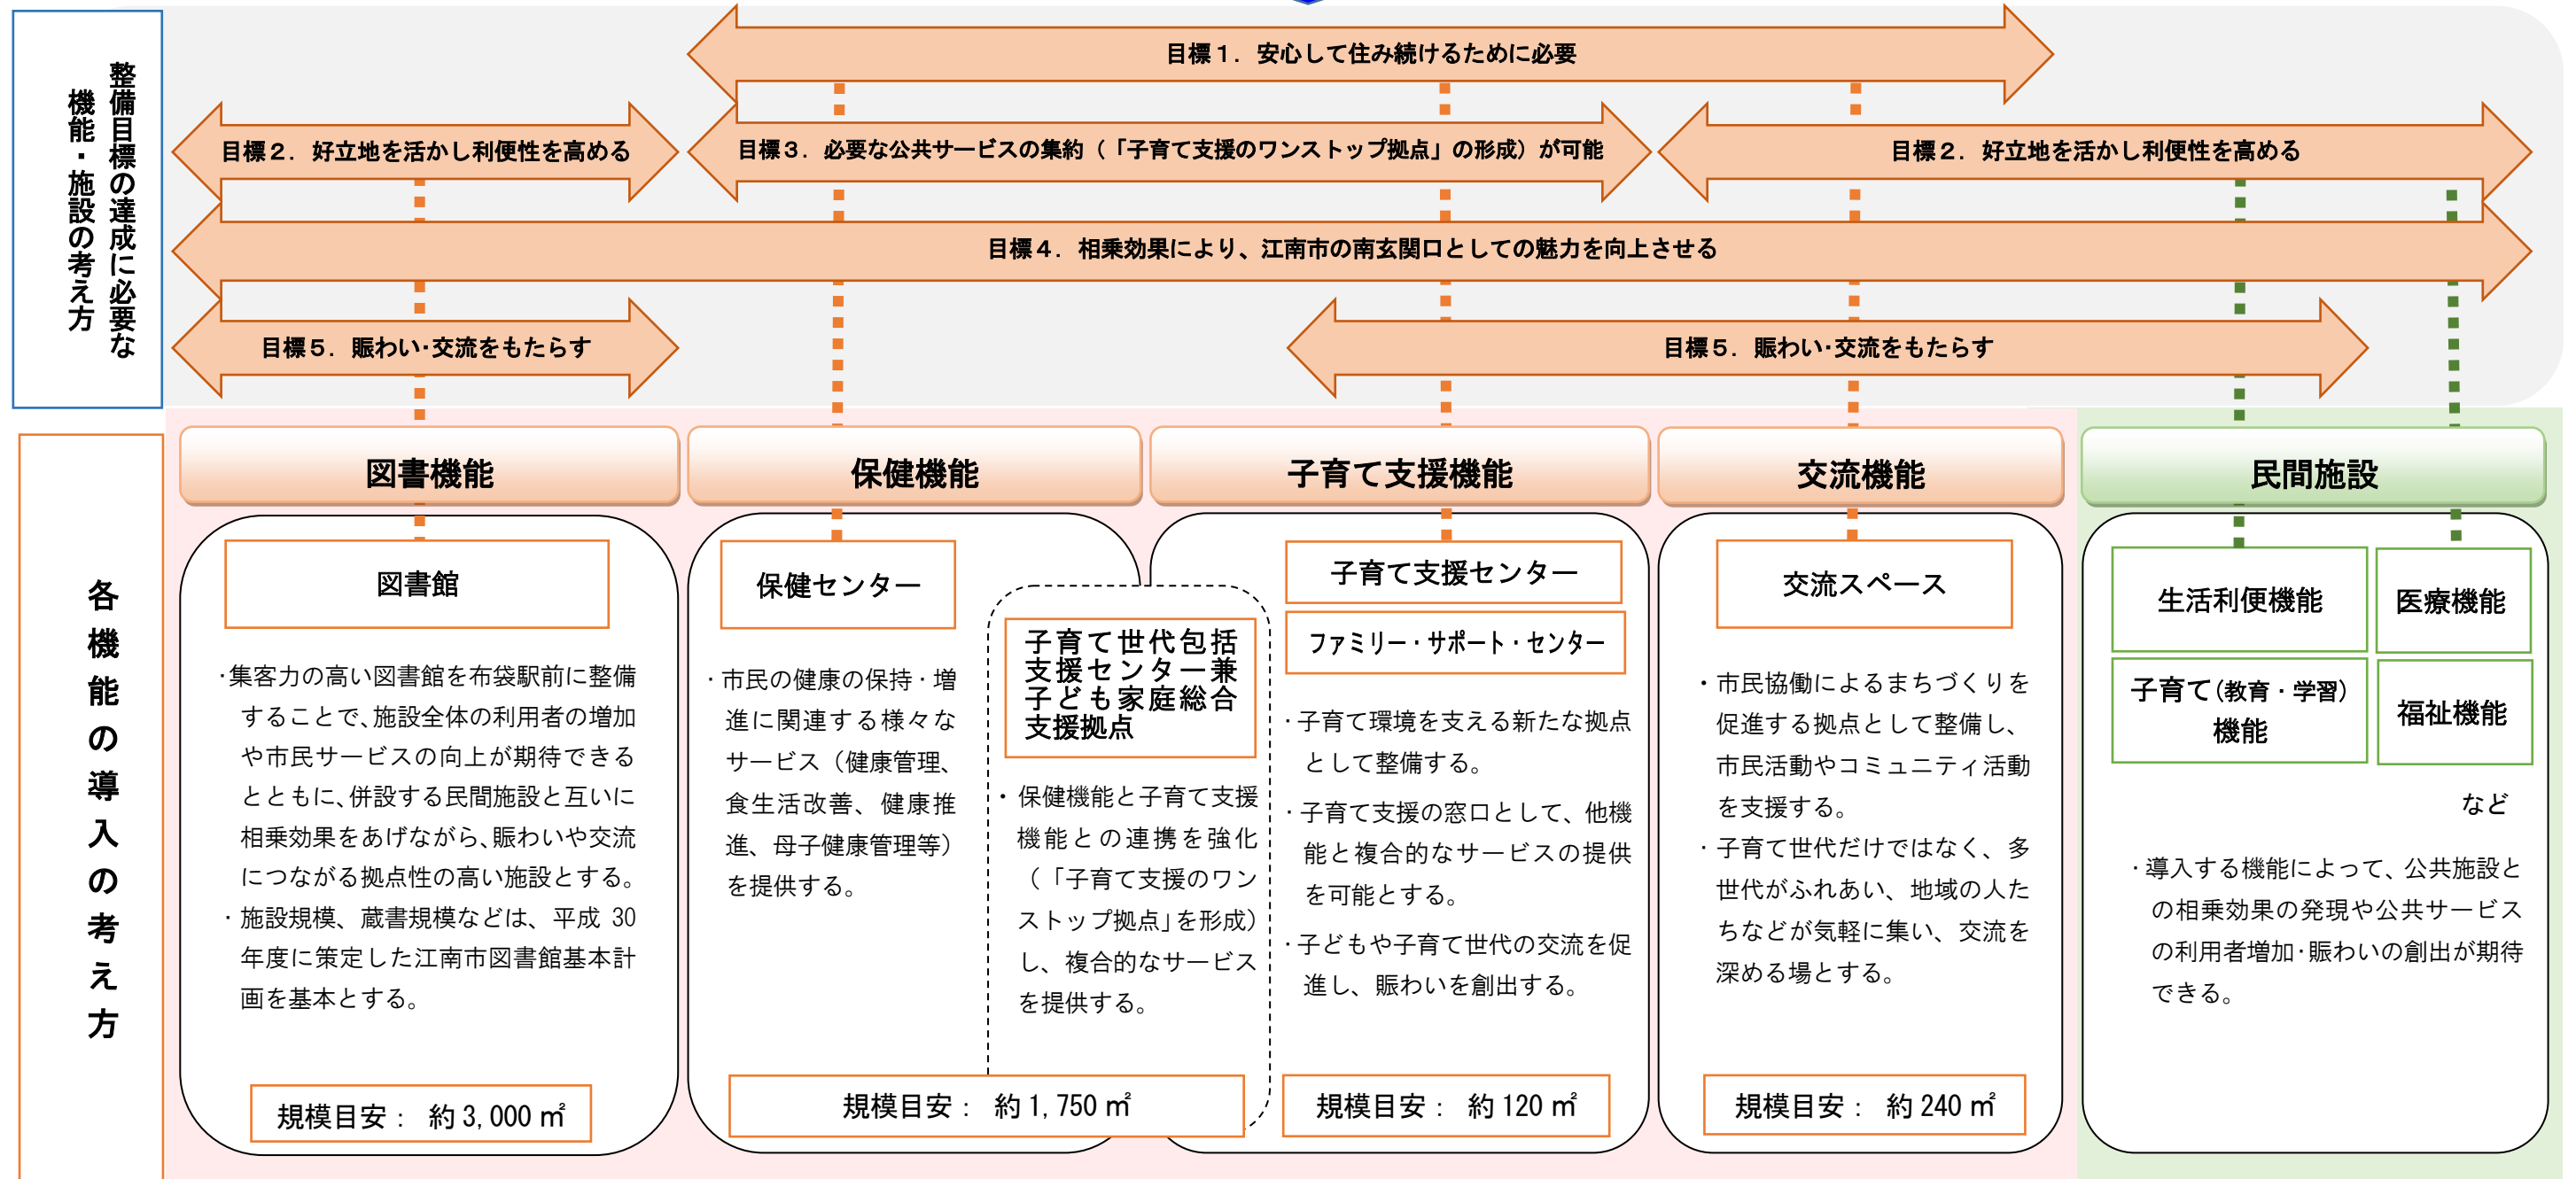 整備目標の達成に必要な
機能・施設の考え方
目標１．安心して住み続けるために必要
目標２．好立地を活かし利便性を高める
目標３．必要な公共サービスの集約（「子育て支援のワンストップ拠点」の形成）が可能
目標２．好立地を活かし利便性を高める
目標４．相乗効果により、江南市の南玄関口としての魅力を向上させる
目標５．賑わい・交流をもたらす
目標５．賑わい・交流をもたらす
各機能の導入の考え方
図書機能
図書館
・集客力の高い図書館を布袋駅前に整備
することで、施設全体の利用者の増加
や市民サービスの向上が期待できる
とともに、併設する民間施設と互いに
相乗効果をあげながら、賑わいや交流
につながる拠点性の高い施設とする。
・施設規模、蔵書規模などは、平成 30
年度に策定した江南市図書館基本計
画を基本とする。
規模目安： 約 3,000 ㎡
保健機能
保健センター
・市民の健康の保持・増
進に関連する様々な
サービス（健康管理、
食生活改善、健康推
進、母子健康管理等）
を提供する。
子育て世代包括
支援センター兼
子ども家庭総合
支援拠点
・保健機能と子育て支援
機能との連携を強化
（「子育て支援のワン
ストップ拠点」を形成）
し、複合的なサービス
を提供する。
規模目安： 約 1,750 ㎡
子育て支援機能
子育て支援センター
ファミリー・サポート・センター
・子育て環境を支える新たな拠点
として整備する。
・子育て支援の窓口として、他機
能と複合的なサービスの提供
を可能とする。
・子どもや子育て世代の交流を促
進し、賑わいを創出する。
規模目安： 約 120 ㎡
交流機能
交流スペース
・市民協働によるまちづくりを
促進する拠点として整備し、
市民活動やコミュニティ活動
を支援する。
・子育て世代だけではなく、多
世代がふれあい、地域の人た
ちなどが気軽に集い、交流を
深める場とする。
規模目安： 約 240 ㎡
民間施設
生活利便機能
医療機能
子育て（教育・学習）
機能
福祉機能
など
・導入する機能によって、公共施設と
の相乗効果の発現や公共サービス
の利用者増加・賑わいの創出が期待
できる。